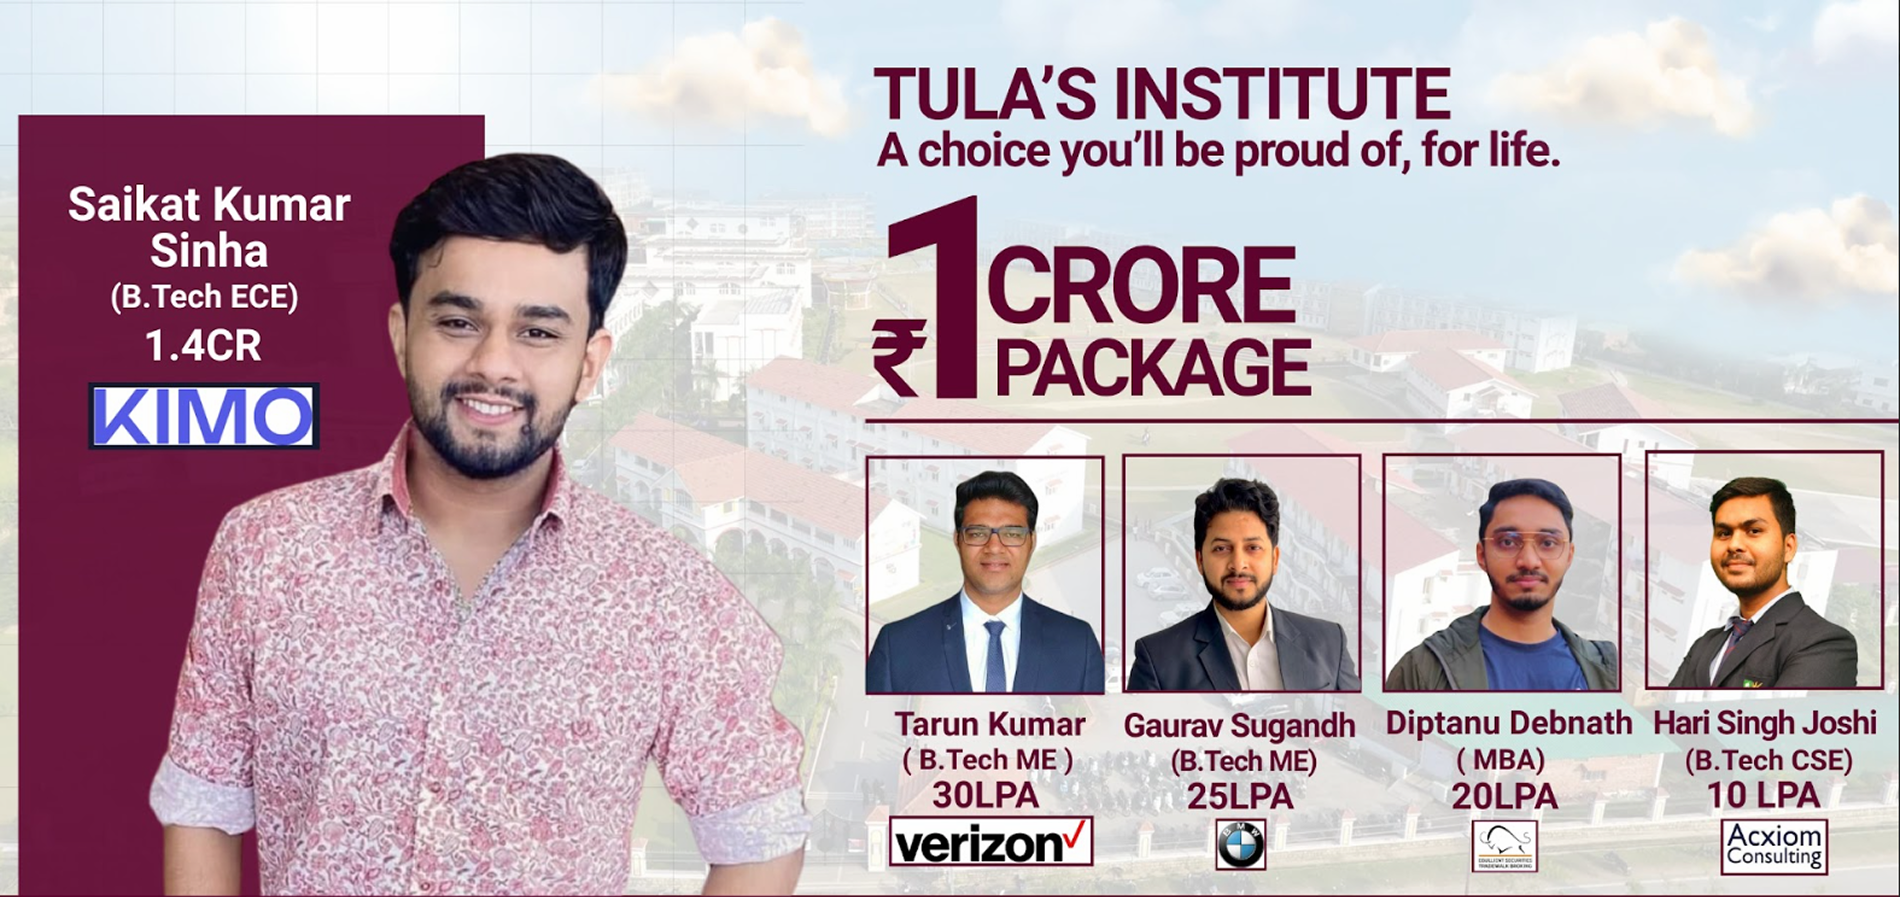 TULA'S INSTITUTE
A choice you'll be proud of, for life.
₹1 CRORE
PACKAGE
Saikat Kumar
Sinha
(B.Tech ECE)
1.4CR
KIMO
Tarun Kumar
( B.Tech ME )
30LPA
verizon
Gaurav Sugandh
(B.Tech ME)
25LPA
BMW
Diptanu Debnath
( MBA)
20LPA
Hari Singh Joshi
(B.Tech CSE)
10 LPA
Acxiom
Consulting